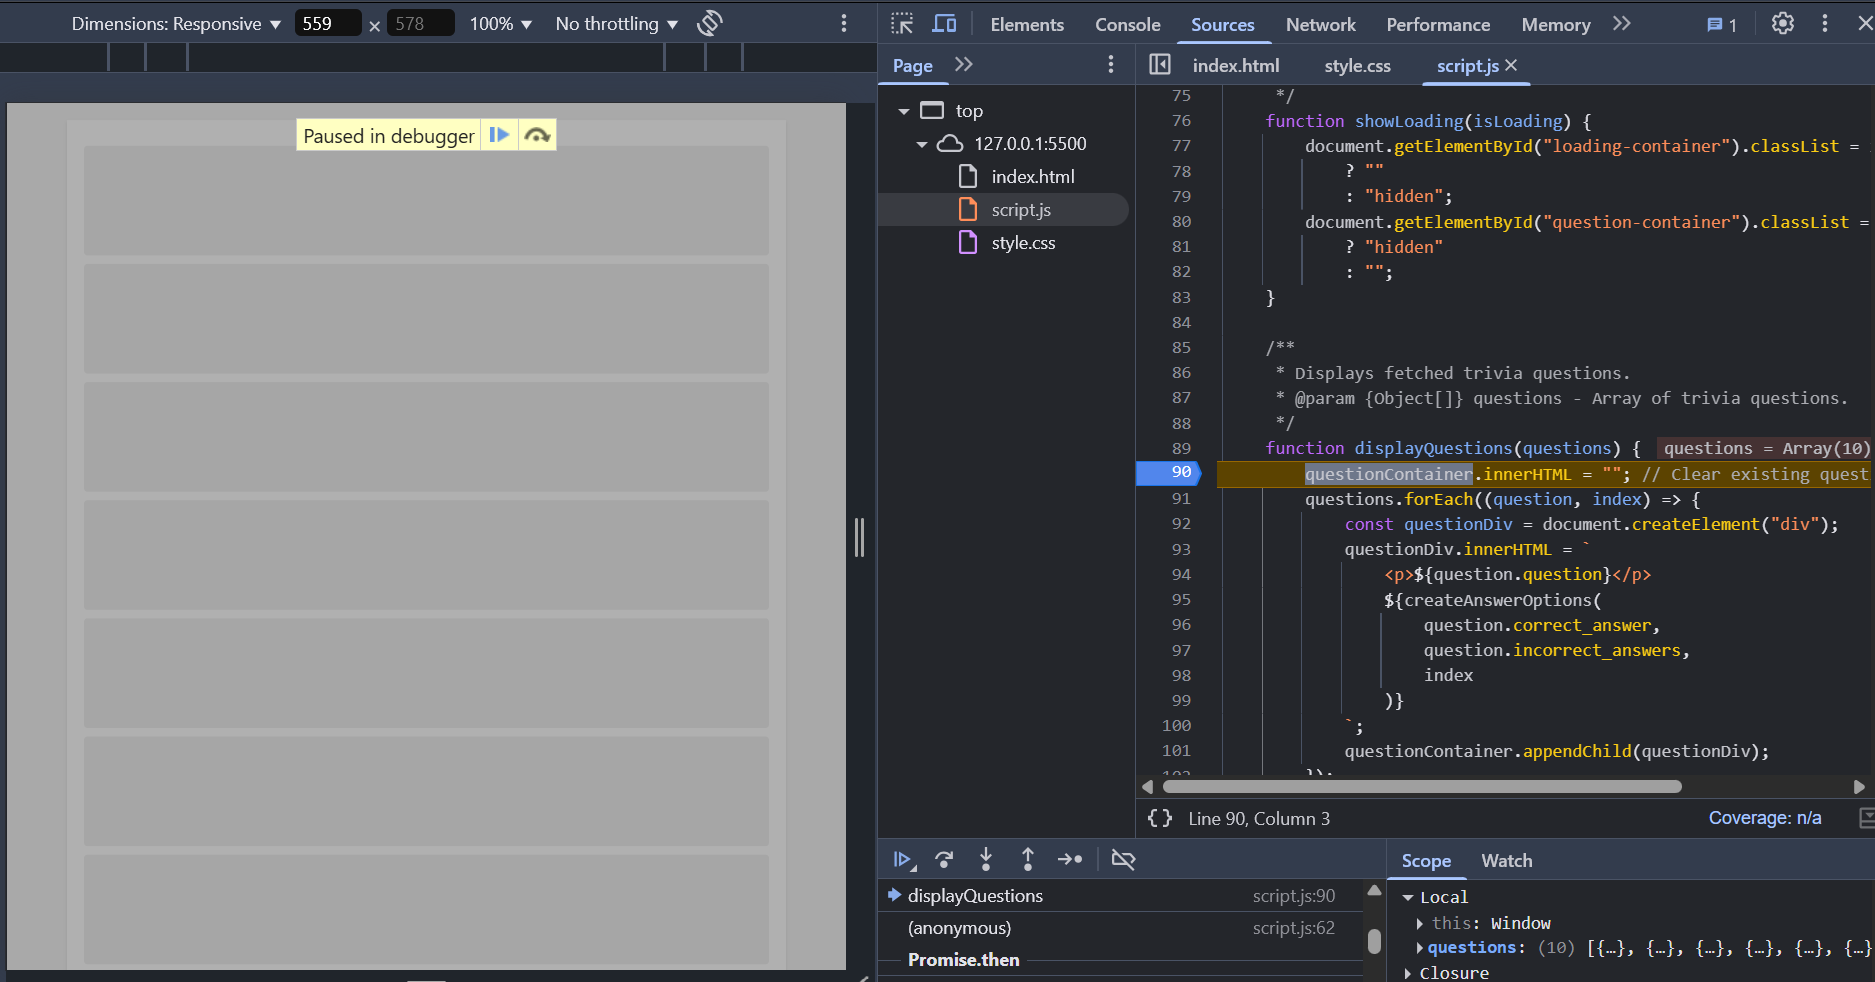 Dimensions: Responsive ▼ 559 × 578 100% ▼ No throttling ▼
Elements Console Sources Network Performance Memory 1
Page
index.html style.css script.js
top
127.0.0.1:5500
index.html
script.js
style.css
Paused in debugger
75 */
76 function showLoading(isLoading) {
77 document.getElementById("loading-container").classList =
78 ? ""
79 : "hidden";
80 document.getElementById("question-container").classList =
81 ? "hidden"
82 : "";
83 }
84
85 /**
86 * Displays fetched trivia questions.
87 * @param {Object[]} questions - Array of trivia questions.
88 */
89 function displayQuestions(questions) { questions = Array(10)
90 questionContainer.innerHTML = ""; // Clear existing quest
91 questions.forEach((question, index) => {
92 const questionDiv = document.createElement("div");
93 questionDiv.innerHTML = `
94 <p>${question.question}</p>
95 ${createAnswerOptions(
96 question.correct_answer,
97 question.incorrect_answers,
98 index
99 )}
100 `;
101 questionContainer.appendChild(questionDiv);
102 });
{} Line 90, Column 3 Coverage: n/a
Scope Watch
displayQuestions script.js:90
(anonymous) script.js:62
Promise.then
Local
this: Window
questions: (10) [{…}, {…}, {…}, {…}, {…}, {…}
Closure